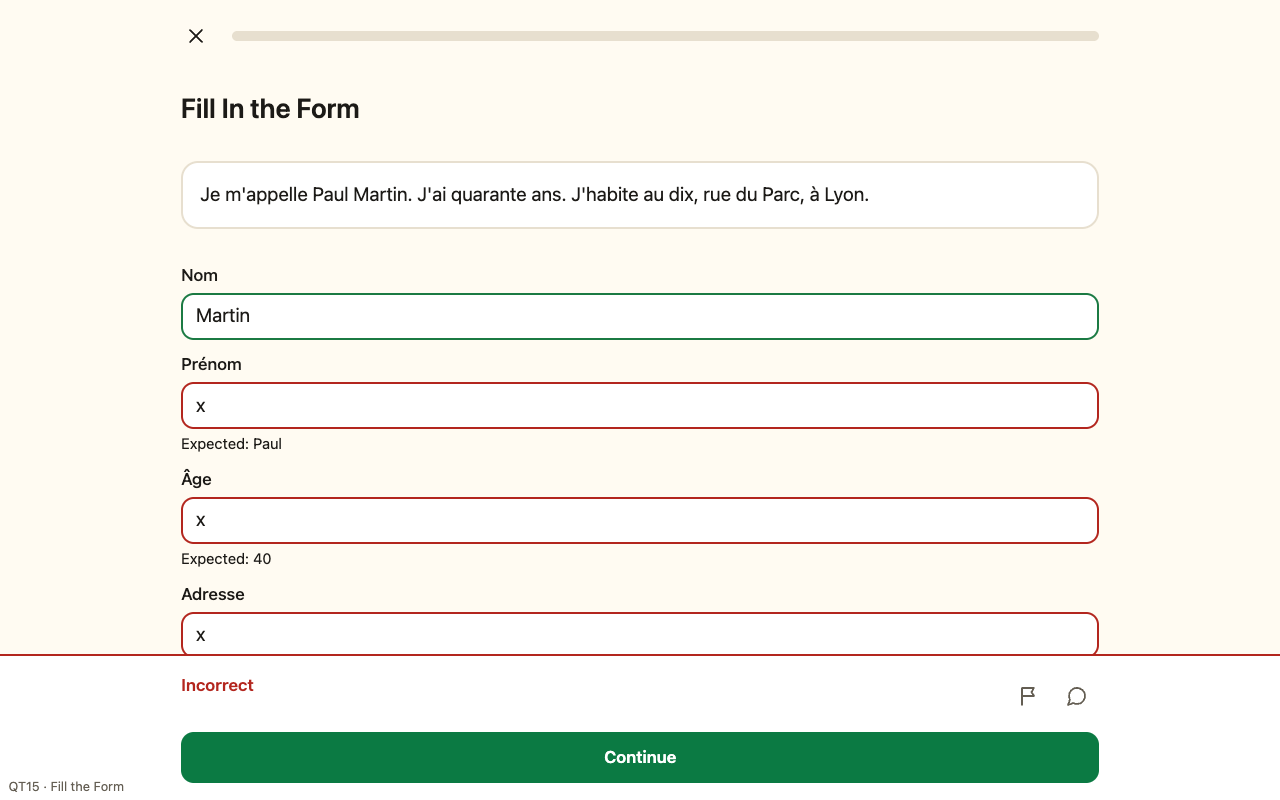 Fill In the Form
Je m'appelle Paul Martin. J'ai quarante ans. J'habite au dix, rue du Parc, à Lyon.
Nom
Martin
Prénom
x
Expected: Paul
Âge
x
Expected: 40
Adresse
x
Incorrect
Continue
QT15 · Fill the Form